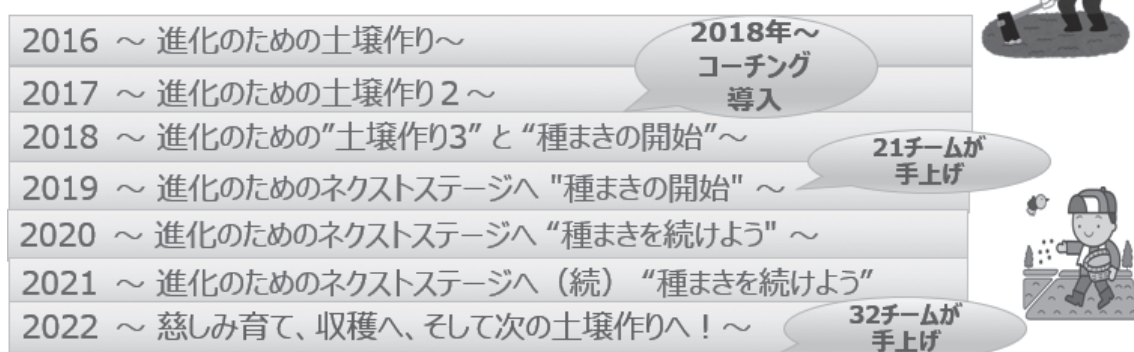 2016 ～ 進化のための土壌作り～
2018年～
コーチング
導入
2017 ～ 進化のための土壌作り２～
2018 ～ 進化のための”土壌作り3” と “種まきの開始”～
21チームが
手上げ
2019 ～ 進化のためのネクストステージへ "種まきの開始" ～
2020 ～ 進化のためのネクストステージへ “種まきを続けよう" ～
2021 ～ 進化のためのネクストステージへ（続） “種まきを続けよう”
2022 ～ 慈しみ育て、収穫へ、そして次の土壌作りへ！～
32チームが
手上げ